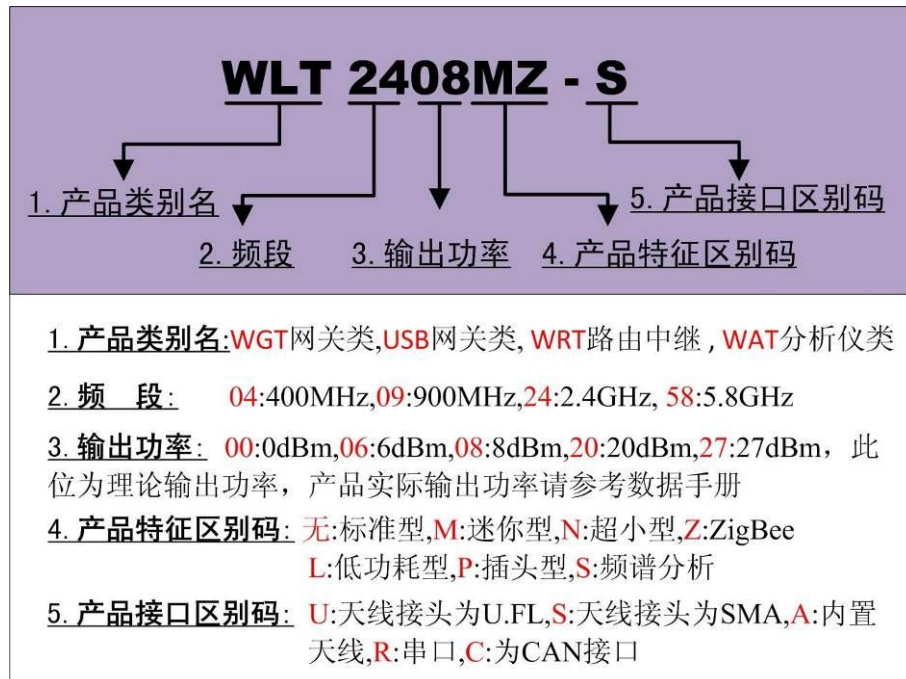 WLT 2408MZ - S
1. 产品类别名
5. 产品接口区别码
2. 频段
3. 输出功率
4. 产品特征区别码
1. 产品类别名:WGT网关类,USB网关类, WRT路由中继 , WAT分析仪类
2. 频 段: 04:400MHz,09:900MHz,24:2.4GHz, 58:5.8GHz
3. 输出功率: 00:0dBm,06:6dBm,08:8dBm,20:20dBm,27:27dBm，此
位为理论输出功率，产品实际输出功率请参考数据手册
4. 产品特征区别码: 无:标准型,M:迷你型,N:超小型,Z:ZigBee
L:低功耗型,P:插头型,S:频谱分析
5. 产品接口区别码: U:天线接头为U.FL,S:天线接头为SMA,A:内置
天线,R:串口,C:为CAN接口